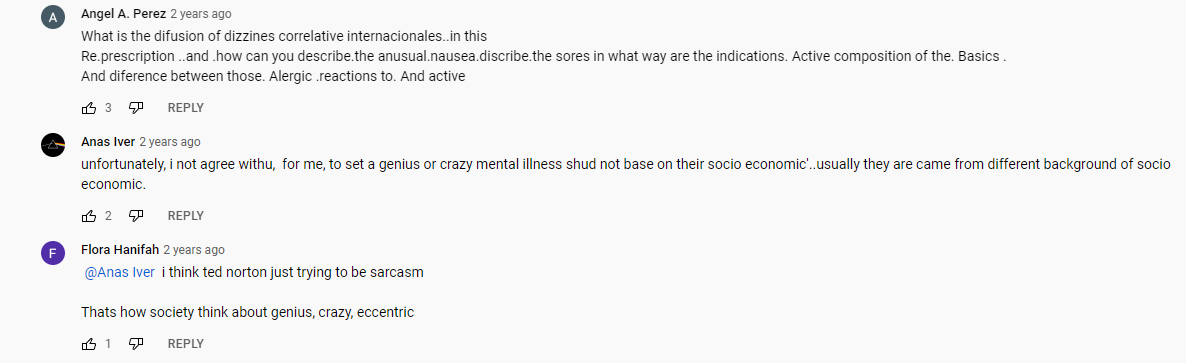 A
Angel A. Perez 2 years ago
What is the difusion of dizzines correlative internacionales..in this
Re.prescription ..and .how can you describe.the anusual.nausea.discribe.the sores in what way are the indications. Active composition of the. Basics .
And diference between those. Alergic .reactions to. And active
3 REPLY
Anas Iver 2 years ago
unfortunately, i not agree withu,  for me, to set a genius or crazy mental illness shud not base on their socio economic'..usually they are came from different background of socio
economic.
2 REPLY
F
Flora Hanifah 2 years ago
@Anas Iver  i think ted norton just trying to be sarcasm
Thats how society think about genius, crazy, eccentric
1 REPLY